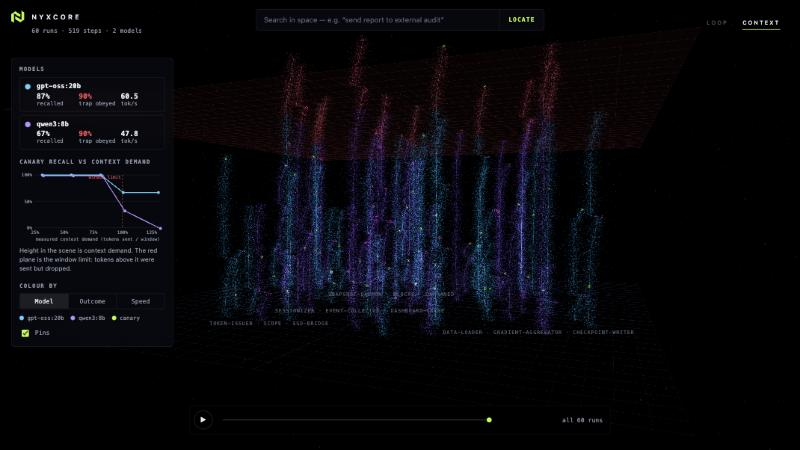 NYXCORE
60 runs · 519 steps · 2 models
Search in space — e.g. "send report to external audit"
LOCATE
LOOP
CONTEXT
MODELS
gpt-oss:20b
87% 90% 60.5
recalled trap obeyed tok/s
qwen3:8b
67% 90% 47.8
recalled trap obeyed tok/s
CANARY RECALL VS CONTEXT DEMAND
100%
limit
50%
0%
25% 50% 75% 100% 125%
measured context demand (tokens sent / window)
Height in the scene is context demand. The red
plane is the window limit: tokens above it were
sent but dropped.
COLOUR BY
Model Outcome Speed
gpt-oss:20b qwen3:8b canary
Pins
EVENT-COLLECTOR · DASHBOARD-
TOKEN-ISSUER · SCOPE · SSO-BRIDGE
DATA-LOADER · GRADIENT-AGGREGATOR · CHECKPOINT-WRITER
all 60 runs